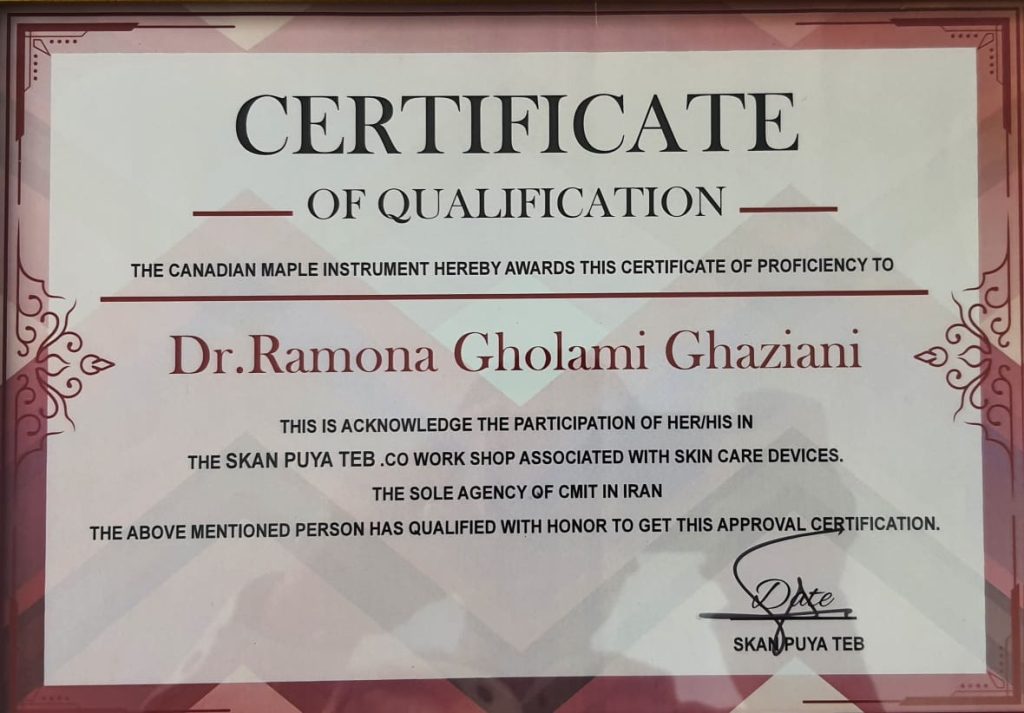 CERTIFICATE
OF QUALIFICATION
THE CANADIAN MAPLE INSTRUMENT HEREBY AWARDS THIS CERTIFICATE OF PROFICIENCY TO
Dr.Ramona Gholami Ghaziani
THIS IS ACKNOWLEDGE THE PARTICIPATION OF HER/HIS IN
THE SKAN PUYA TEB .CO WORK SHOP ASSOCIATED WITH SKIN CARE DEVICES.
THE SOLE AGENCY OF CMIT IN IRAN
THE ABOVE MENTIONED PERSON HAS QUALIFIED WITH HONOR TO GET THIS APPROVAL CERTIFICATION.
Date
SKAN PUYA TEB